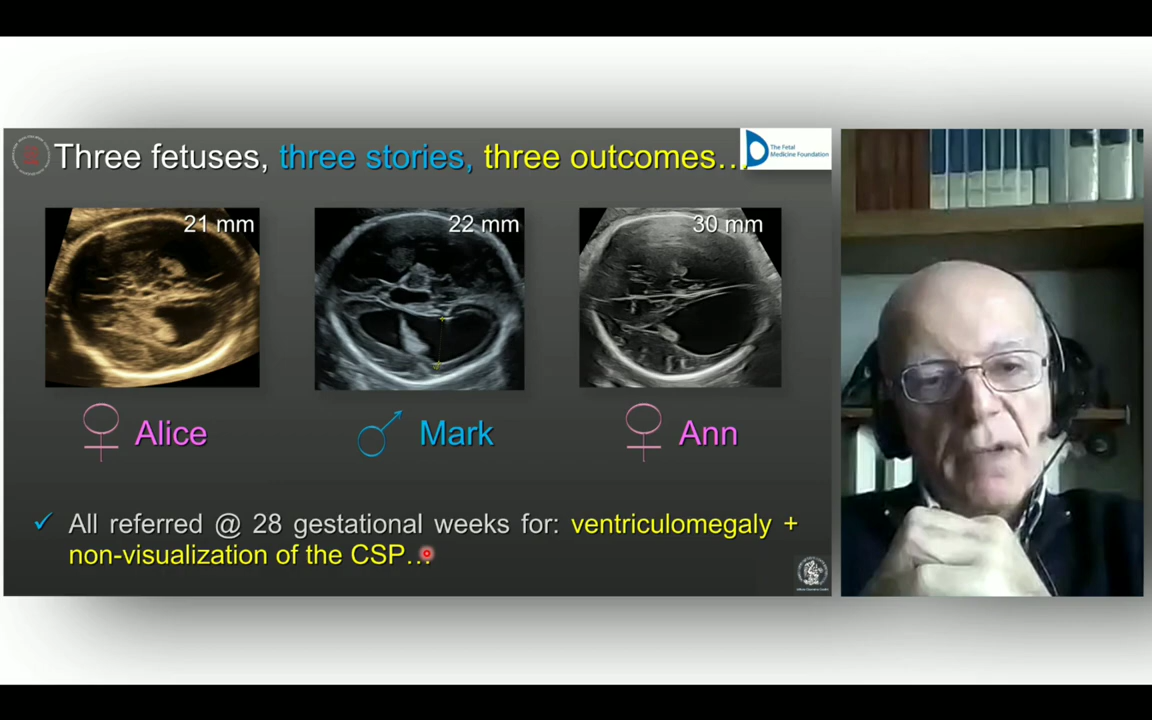 Three fetuses, three stories, three outcomes…
The Fetal
Medicine Foundation
21 mm
22 mm
30 mm
Alice
Mark
Ann
✓ All referred @ 28 gestational weeks for: ventriculomegaly +
non-visualization of the CSP…